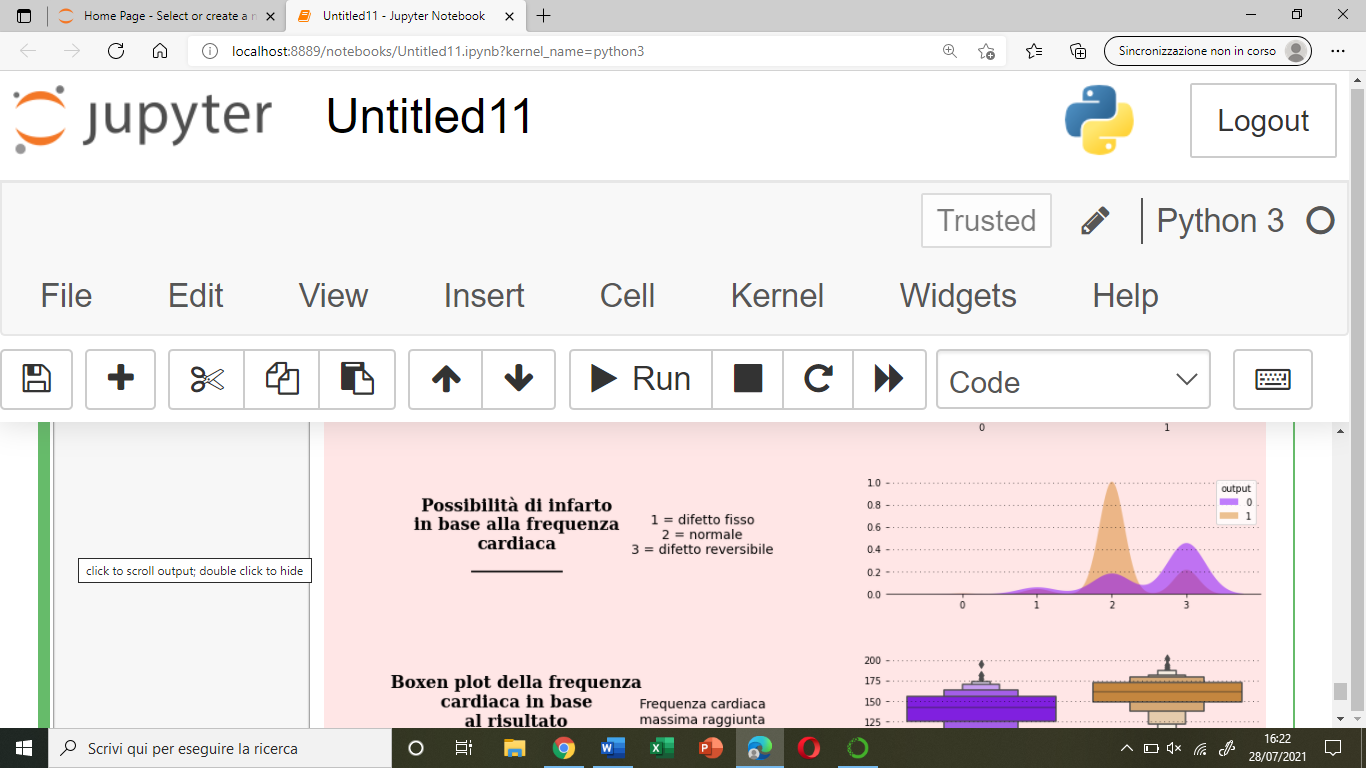 Home Page - Select or create a n
Untitled11 - Jupyter Notebook
localhost:8889/notebooks/Untitled11.ipynb?kernel_name=python3
Sincronizzazione non in corso
jupyter
Untitled11
Logout
Trusted
Python 3
File Edit View Insert Cell Kernel Widgets Help
Run
Code
0 1
Possibilità di infarto
in base alla frequenza
cardiaca
1 = difetto fisso
2 = normale
3 = difetto reversibile
1.0
0.8
0.6
0.4
0.2
0.0
0 1 2 3
output
0
1
click to scroll output; double click to hide
Boxen plot della frequenza
cardiaca in base
al risultato
Frequenza cardiaca
massima raggiunta
200
175
150
125
Scrivi qui per eseguire la ricerca
16:22
28/07/2021